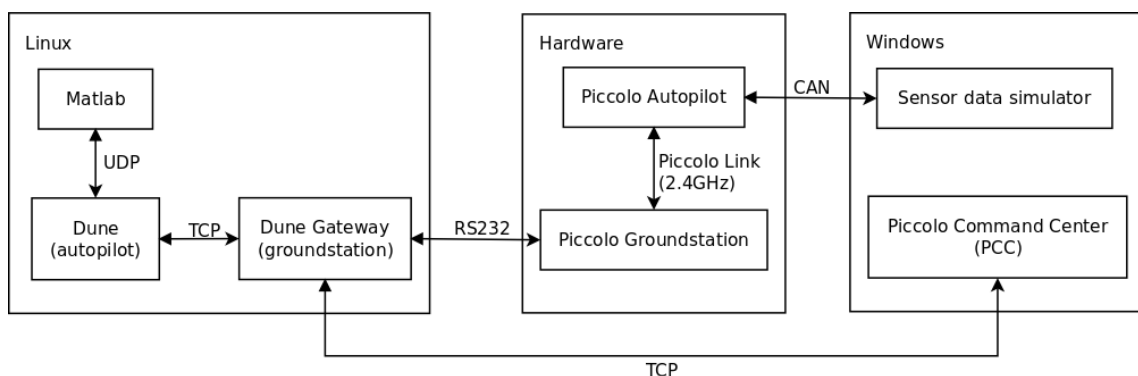 Linux
Matlab
UDP
Dune
(autopilot)
TCP
Dune Gateway
(groundstation)
RS232
Hardware
Piccolo Autopilot
Piccolo Link
(2.4GHz)
Piccolo Groundstation
CAN
Windows
Sensor data simulator
Piccolo Command Center
(PCC)
TCP